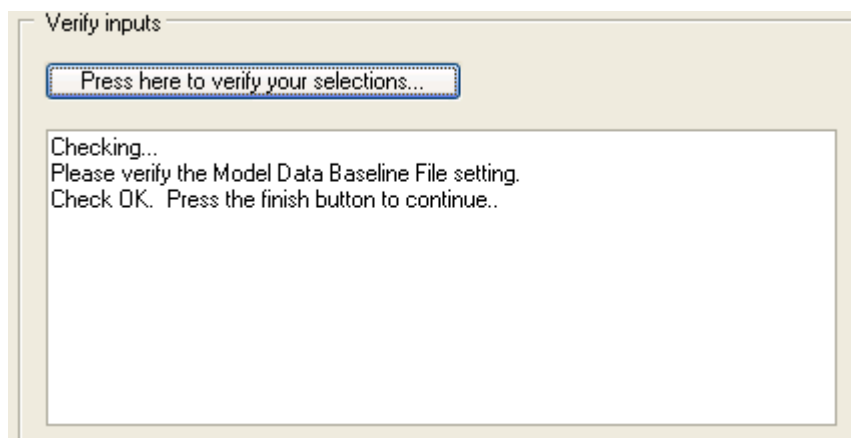 Verify inputs
Press here to verify your selections...
Checking...
Please verify the Model Data Baseline File setting.
Check OK.  Press the finish button to continue..